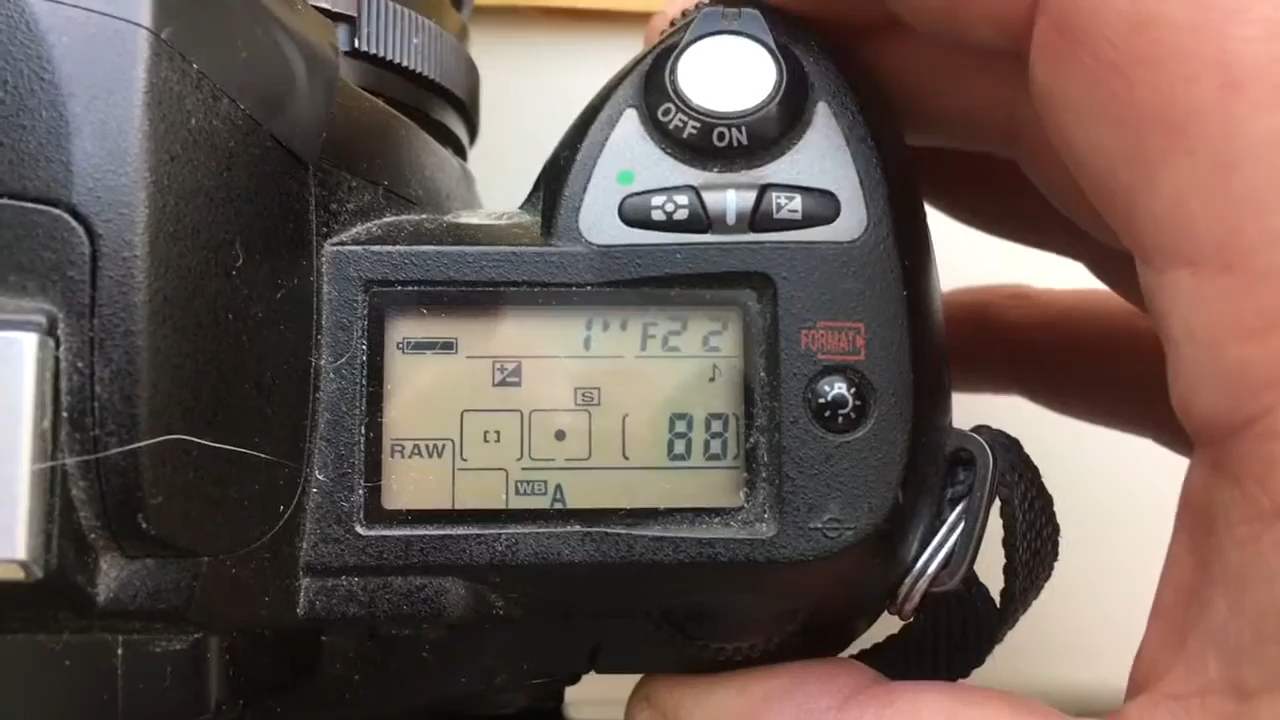 OFF ON
1" F22
FORMAT
S
RAW [ ] [ 88 ]
WB A